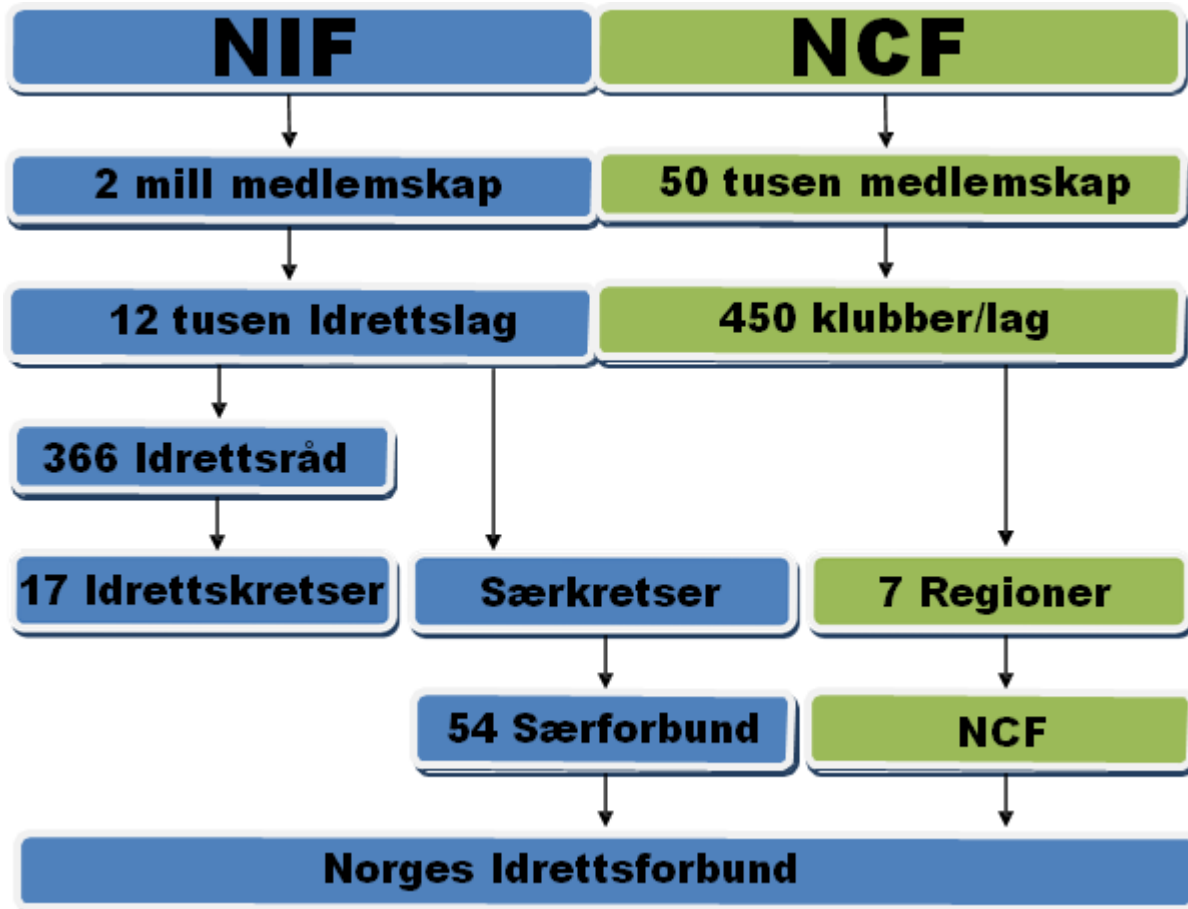 NIF
NCF
2 mill medlemskap
50 tusen medlemskap
12 tusen Idrettslag
450 klubber/lag
366 Idrettsråd
17 Idrettskretser
Særkretser
7 Regioner
54 Særforbund
NCF
Norges Idrettsforbund